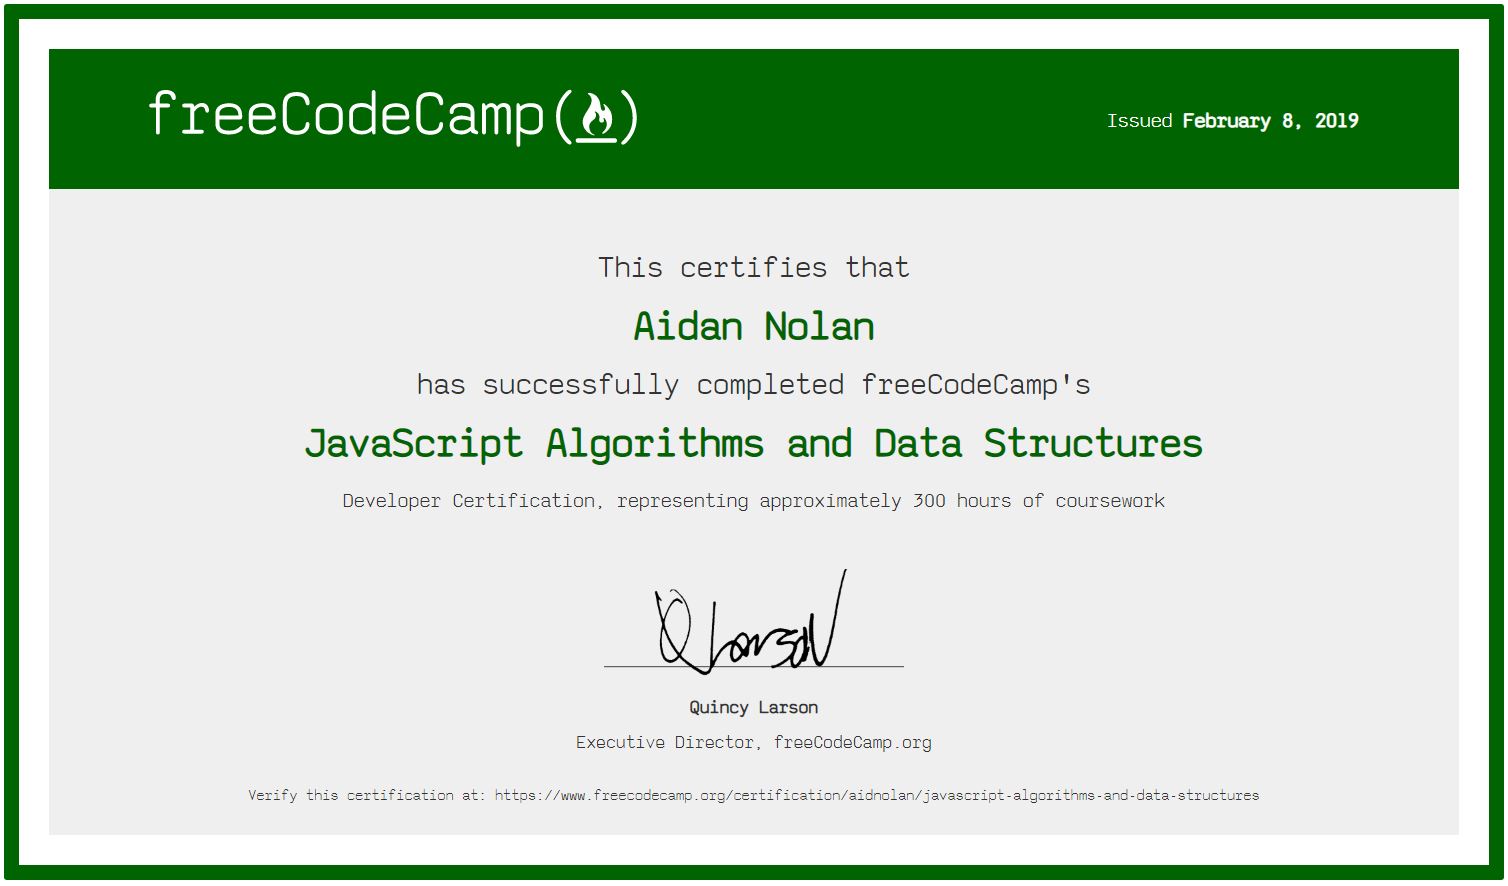 freeCodeCamp()
Issued February 8, 2019
This certifies that
Aidan Nolan
has successfully completed freeCodeCamp's
JavaScript Algorithms and Data Structures
Developer Certification, representing approximately 300 hours of coursework
Q Larson
Quincy Larson
Executive Director, freeCodeCamp.org
Verify this certification at: https://www.freecodecamp.org/certification/aidnolan/javascript-algorithms-and-data-structures